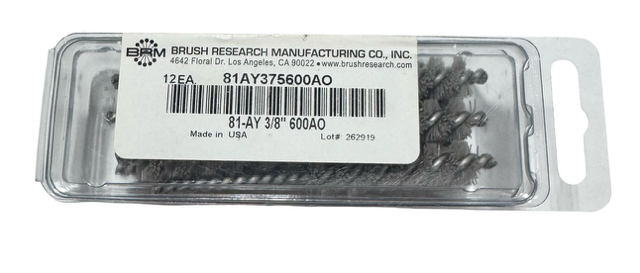 BRM
BRUSH RESEARCH MANUFACTURING CO., INC.
4642 Floral Dr. Los Angeles, CA 90022 • www.brushresearch.com
12EA 81AY375600AO
81-AY 3/8" 600AO
Made in USA Lot# 262919